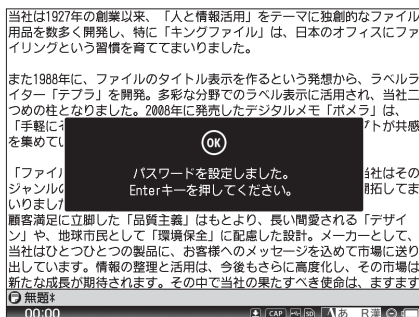 当社は1927年の創業以来、「人と情報活用」をテーマに独創的なファイル
用品を数多く開発し、特に「キングファイル」は、日本のオフィスにファ
イリングという習慣を育ててまいりました。
また1988年に、ファイルのタイトル表示を作るという発想から、ラベルラ
イター「テプラ」を開発。多彩な分野でのラベル表示に活用され、当社二
つめの柱となりました。2008年に発売したデジタルメモ「ポメラ」は、
「手軽に
トが共感
を集めて
OK
パスワードを設定しました。
Enterキーを押してください。
「ファイ
当社はその
ジャンル
開拓してま
いりまし
顧客満足に立脚した「品質主義」はもとより、長い間愛される「デザイ
ン」や、地球市民として「環境保全」に配慮した設計。メーカーとして、
当社はひとつひとつの製品に、お客様へのメッセージを込めて市場に送り
出しています。情報の整理と活用は、今後もさらに高度化し、その市場は
新たな成長が期待されます。その中で当社の果たすべき使命は、ますます
無題*
00:00 CAP SD あ R漢